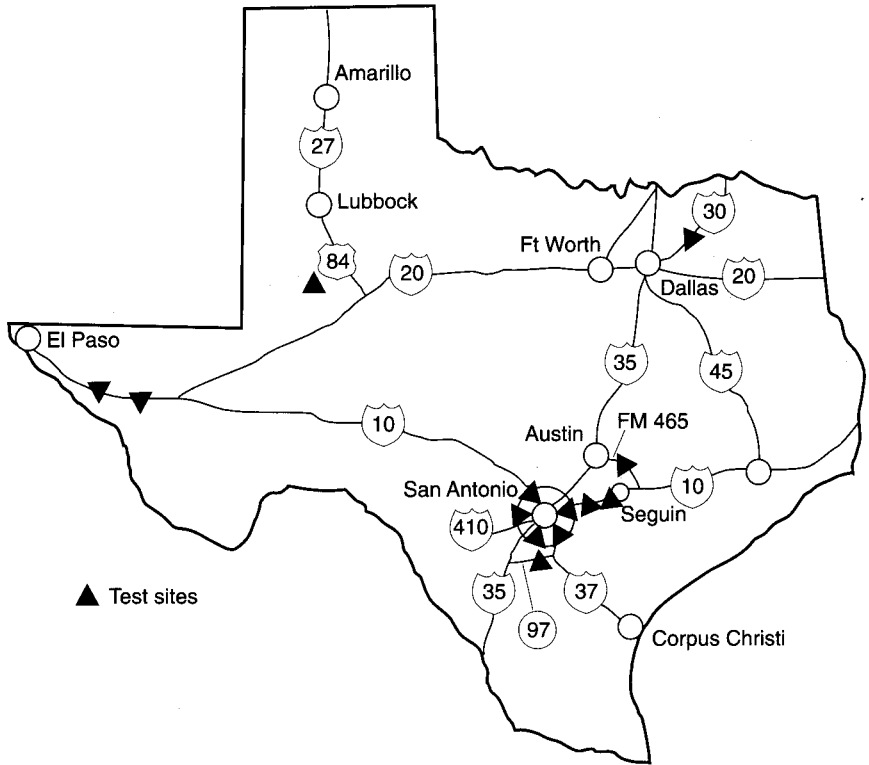 Amarillo
27
Lubbock
30
Ft Worth
84
20
20
Dallas
El Paso
35
45
10
FM 465
Austin
San Antonio
10
410
Seguin
Test sites
35
37
97
Corpus Christi